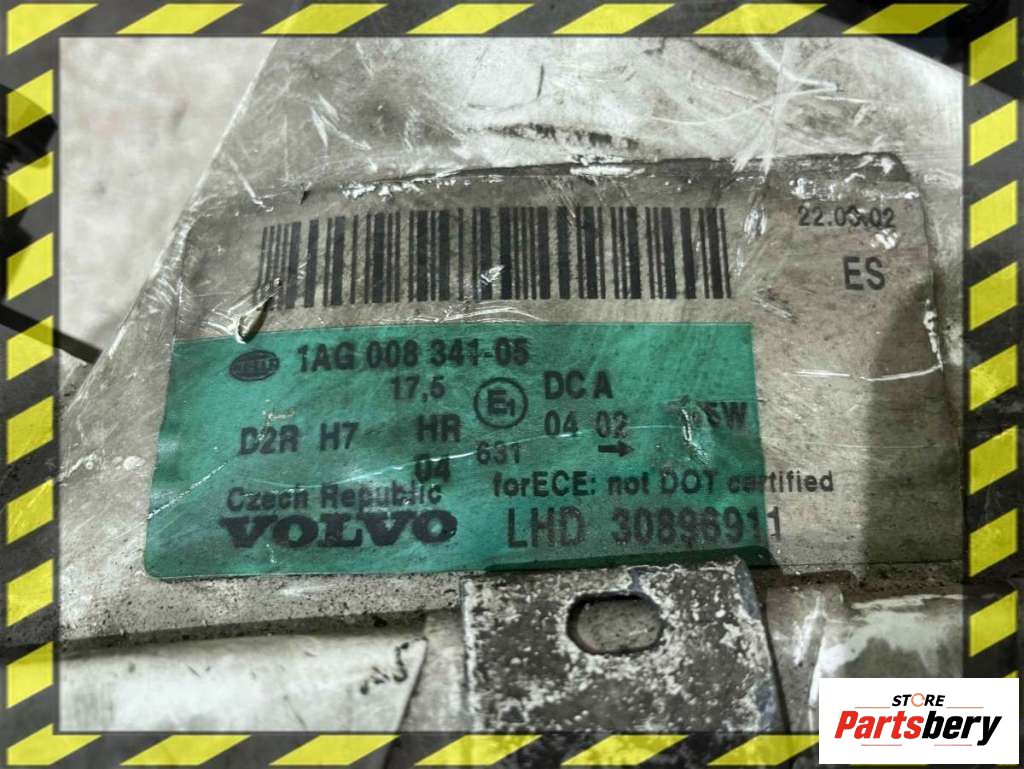 22.03.02
ES
HELLA
1AG 008 341-05
17,5 E1 DC A
D2R H7 HR 04 02 5W
04 631 →
Czech Republic forECE: not DOT certified
VOLVO LHD 30896911
STORE
Partsbery